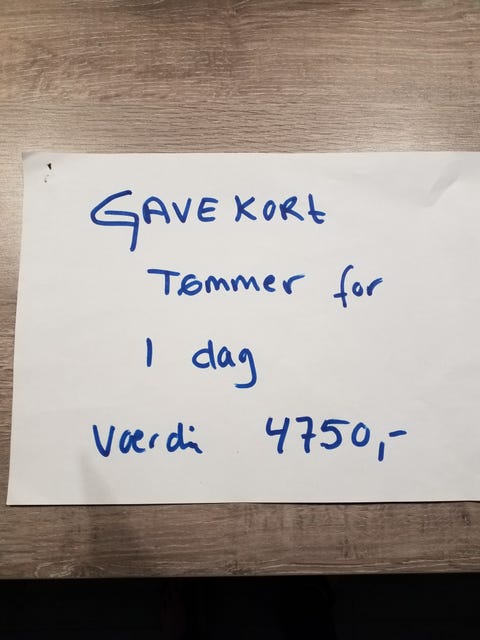 GAVEKORt
Tømmer for
1 dag
Værdi 4750,-